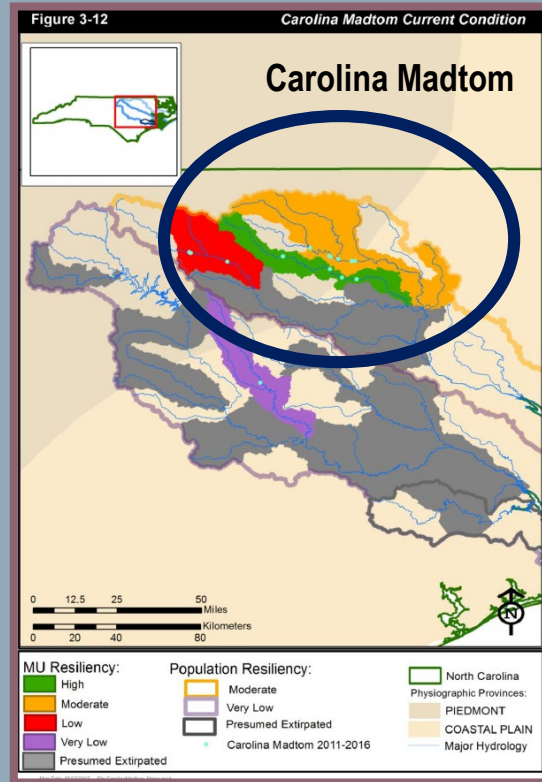 Figure 3-12
Carolina Madtom Current Condition
Carolina Madtom
0 12.5 25 50
Miles
Kilometers
0 20 40 80
N
MU Resiliency:
High
Moderate
Low
Very Low
Presumed Extirpated
Population Resiliency:
Moderate
Very Low
Presumed Extirpated
Carolina Madtom 2011-2016
North Carolina
Physiographic Provinces:
PIEDMONT
COASTAL PLAIN
Major Hydrology